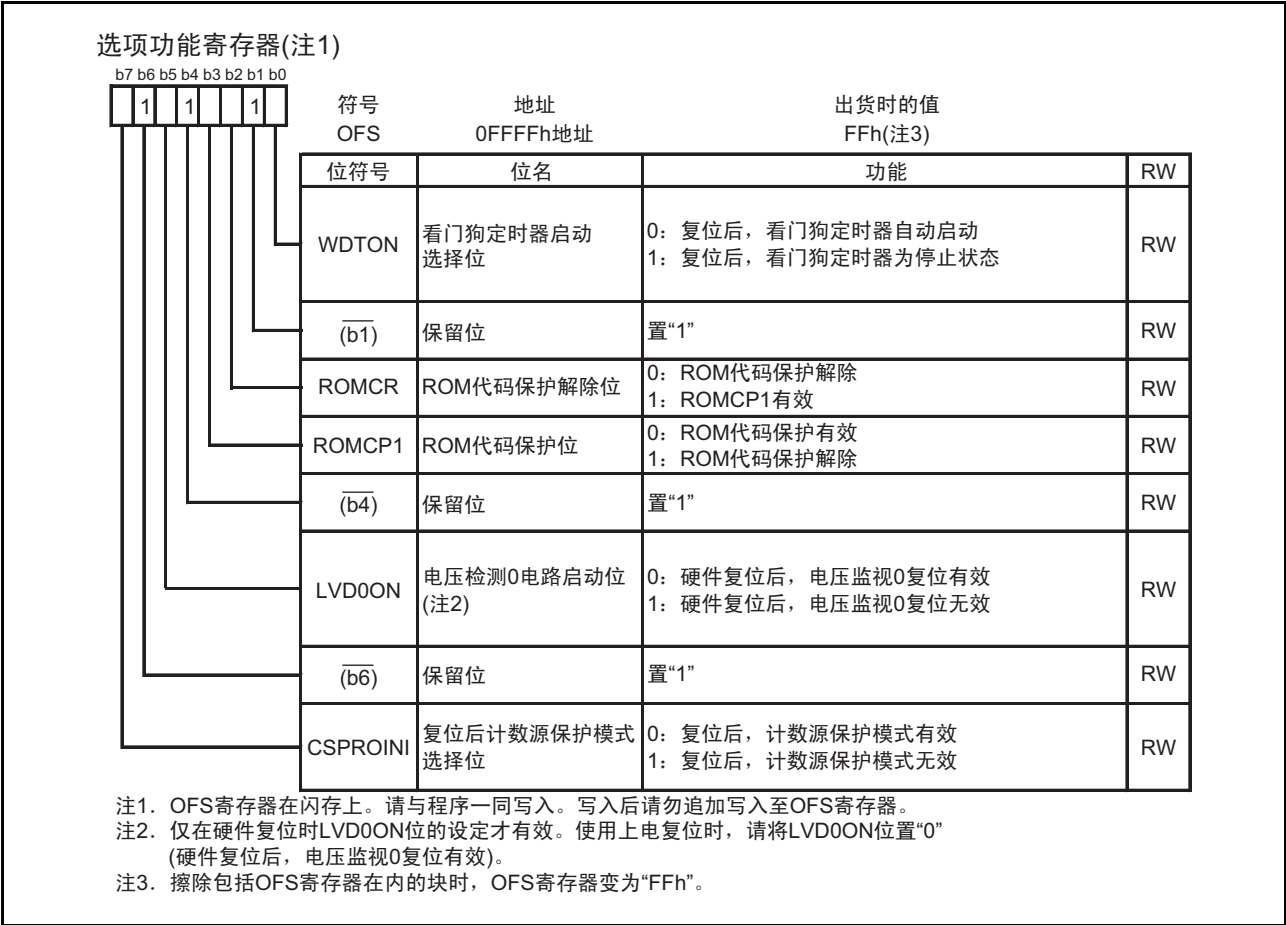 选项功能寄存器(注1)
b7 b6 b5 b4 b3 b2 b1 b0
1 1 1
符号 地址 出货时的值
OFS 0FFFFh地址 FFh(注3)
位符号 位名 功能 RW
WDTON 看门狗定时器启动选择位 0：复位后，看门狗定时器自动启动 RW
1：复位后，看门狗定时器为停止状态
(b1) 保留位 置“1” RW
ROMCR ROM代码保护解除位 0：ROM代码保护解除 RW
1：ROMCP1有效
ROMCP1 ROM代码保护位 0：ROM代码保护有效 RW
1：ROM代码保护解除
(b4) 保留位 置“1” RW
LVD0ON 电压检测0电路启动位(注2) 0：硬件复位后，电压监视0复位有效 RW
1：硬件复位后，电压监视0复位无效
(b6) 保留位 置“1” RW
CSPROINI 复位后计数源保护模式选择位 0：复位后，计数源保护模式有效 RW
1：复位后，计数源保护模式无效
注1．OFS寄存器在闪存上。请与程序一同写入。写入后请勿追加写入至OFS寄存器。
注2．仅在硬件复位时LVD0ON位的设定才有效。使用上电复位时，请将LVD0ON位置“0”
(硬件复位后，电压监视0复位有效)。
注3．擦除包括OFS寄存器在内的块时，OFS寄存器变为“FFh”。